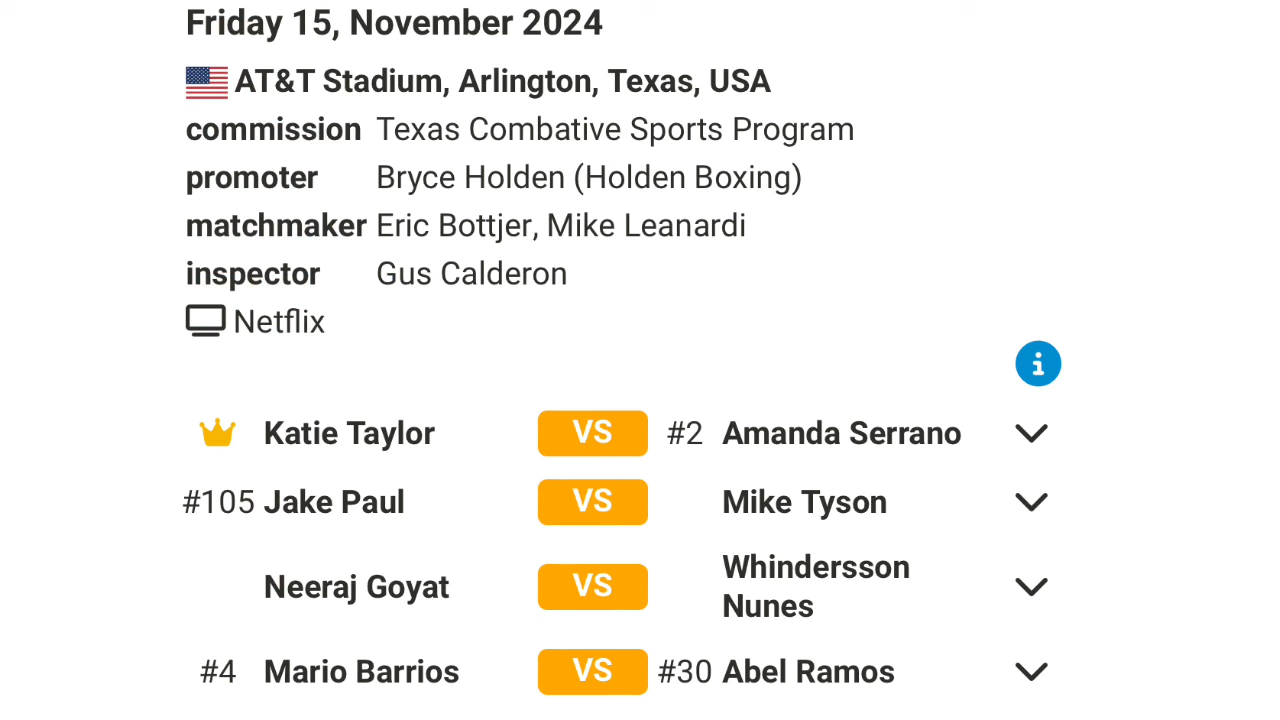 Friday 15, November 2024
AT&T Stadium, Arlington, Texas, USA
commission Texas Combative Sports Program
promoter Bryce Holden (Holden Boxing)
matchmaker Eric Bottjer, Mike Leanardi
inspector Gus Calderon
Netflix
i
Katie Taylor VS #2 Amanda Serrano
#105 Jake Paul VS Mike Tyson
Neeraj Goyat VS Whindersson
Nunes
#4 Mario Barrios VS #30 Abel Ramos